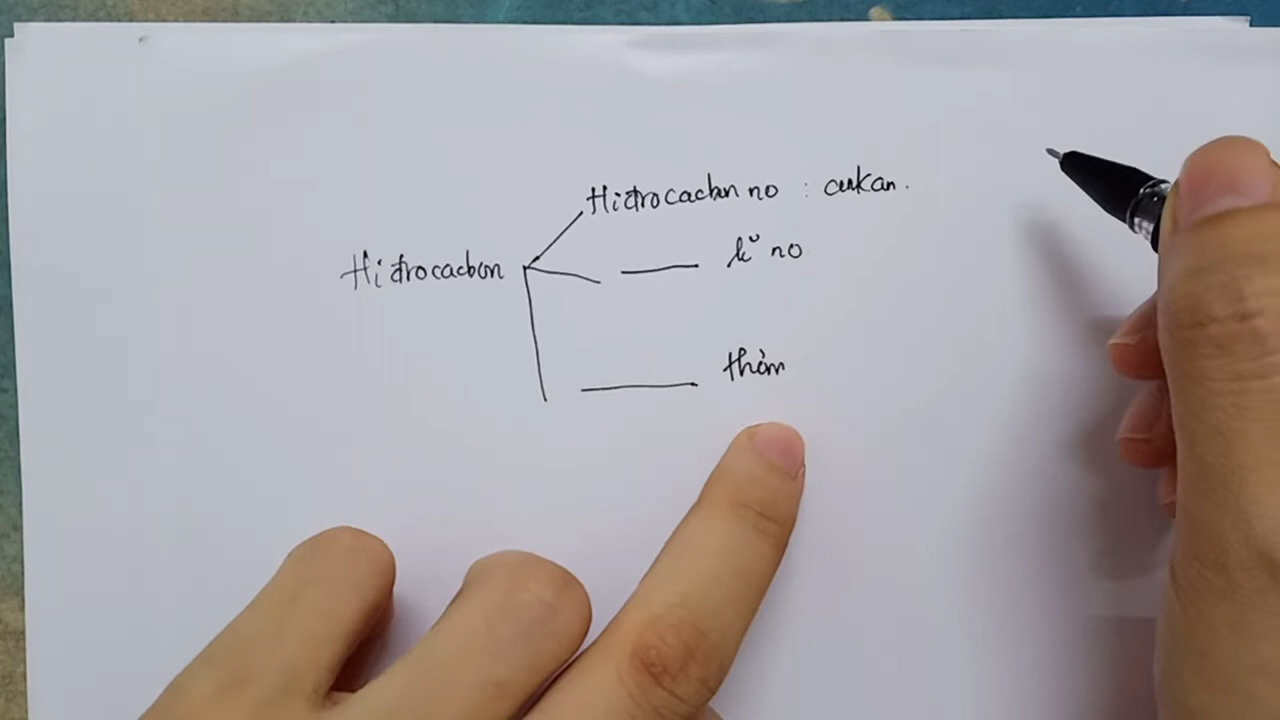 Hiđrocacbon no : ankan.
Hiđrocacbon
k° no
thơm